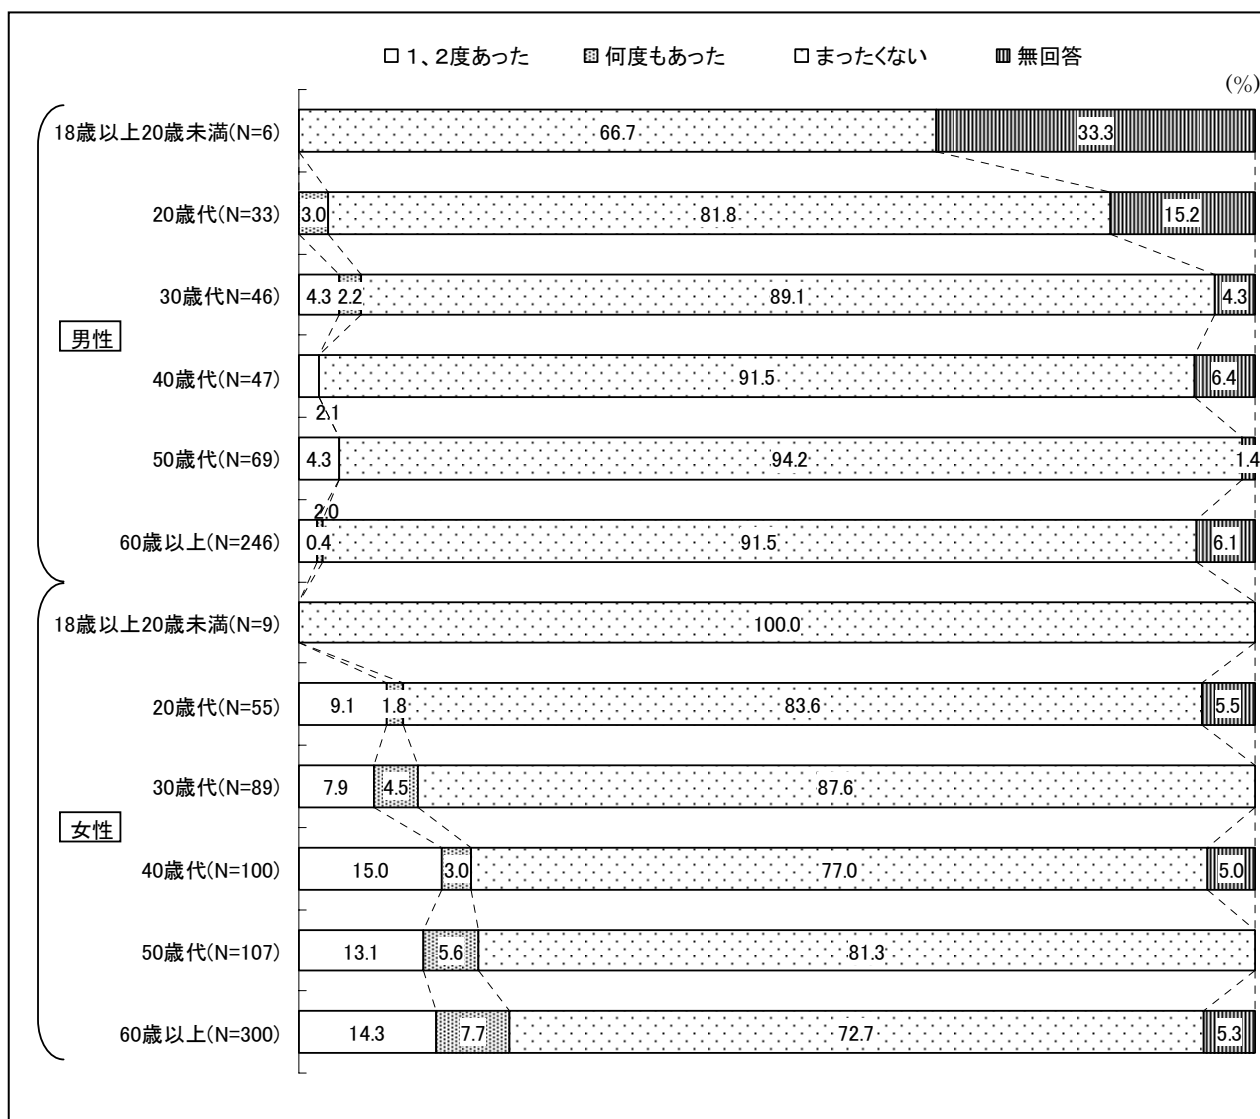 １、２度あった 何度もあった まったくない 無回答
(%)
18歳以上20歳未満(N=6) 66.7 33.3
20歳代(N=33) 3.0 81.8 15.2
30歳代N=46) 4.3 2.2 89.1 4.3
男性
40歳代(N=47) 91.5 6.4
2.1
50歳代(N=69) 4.3 94.2 1.4
2.0
60歳以上(N=246) 0.4 91.5 6.1
18歳以上20歳未満(N=9) 100.0
20歳代(N=55) 9.1 1.8 83.6 5.5
30歳代(N=89) 7.9 4.5 87.6
女性
40歳代(N=100) 15.0 3.0 77.0 5.0
50歳代(N=107) 13.1 5.6 81.3
60歳以上(N=300) 14.3 7.7 72.7 5.3